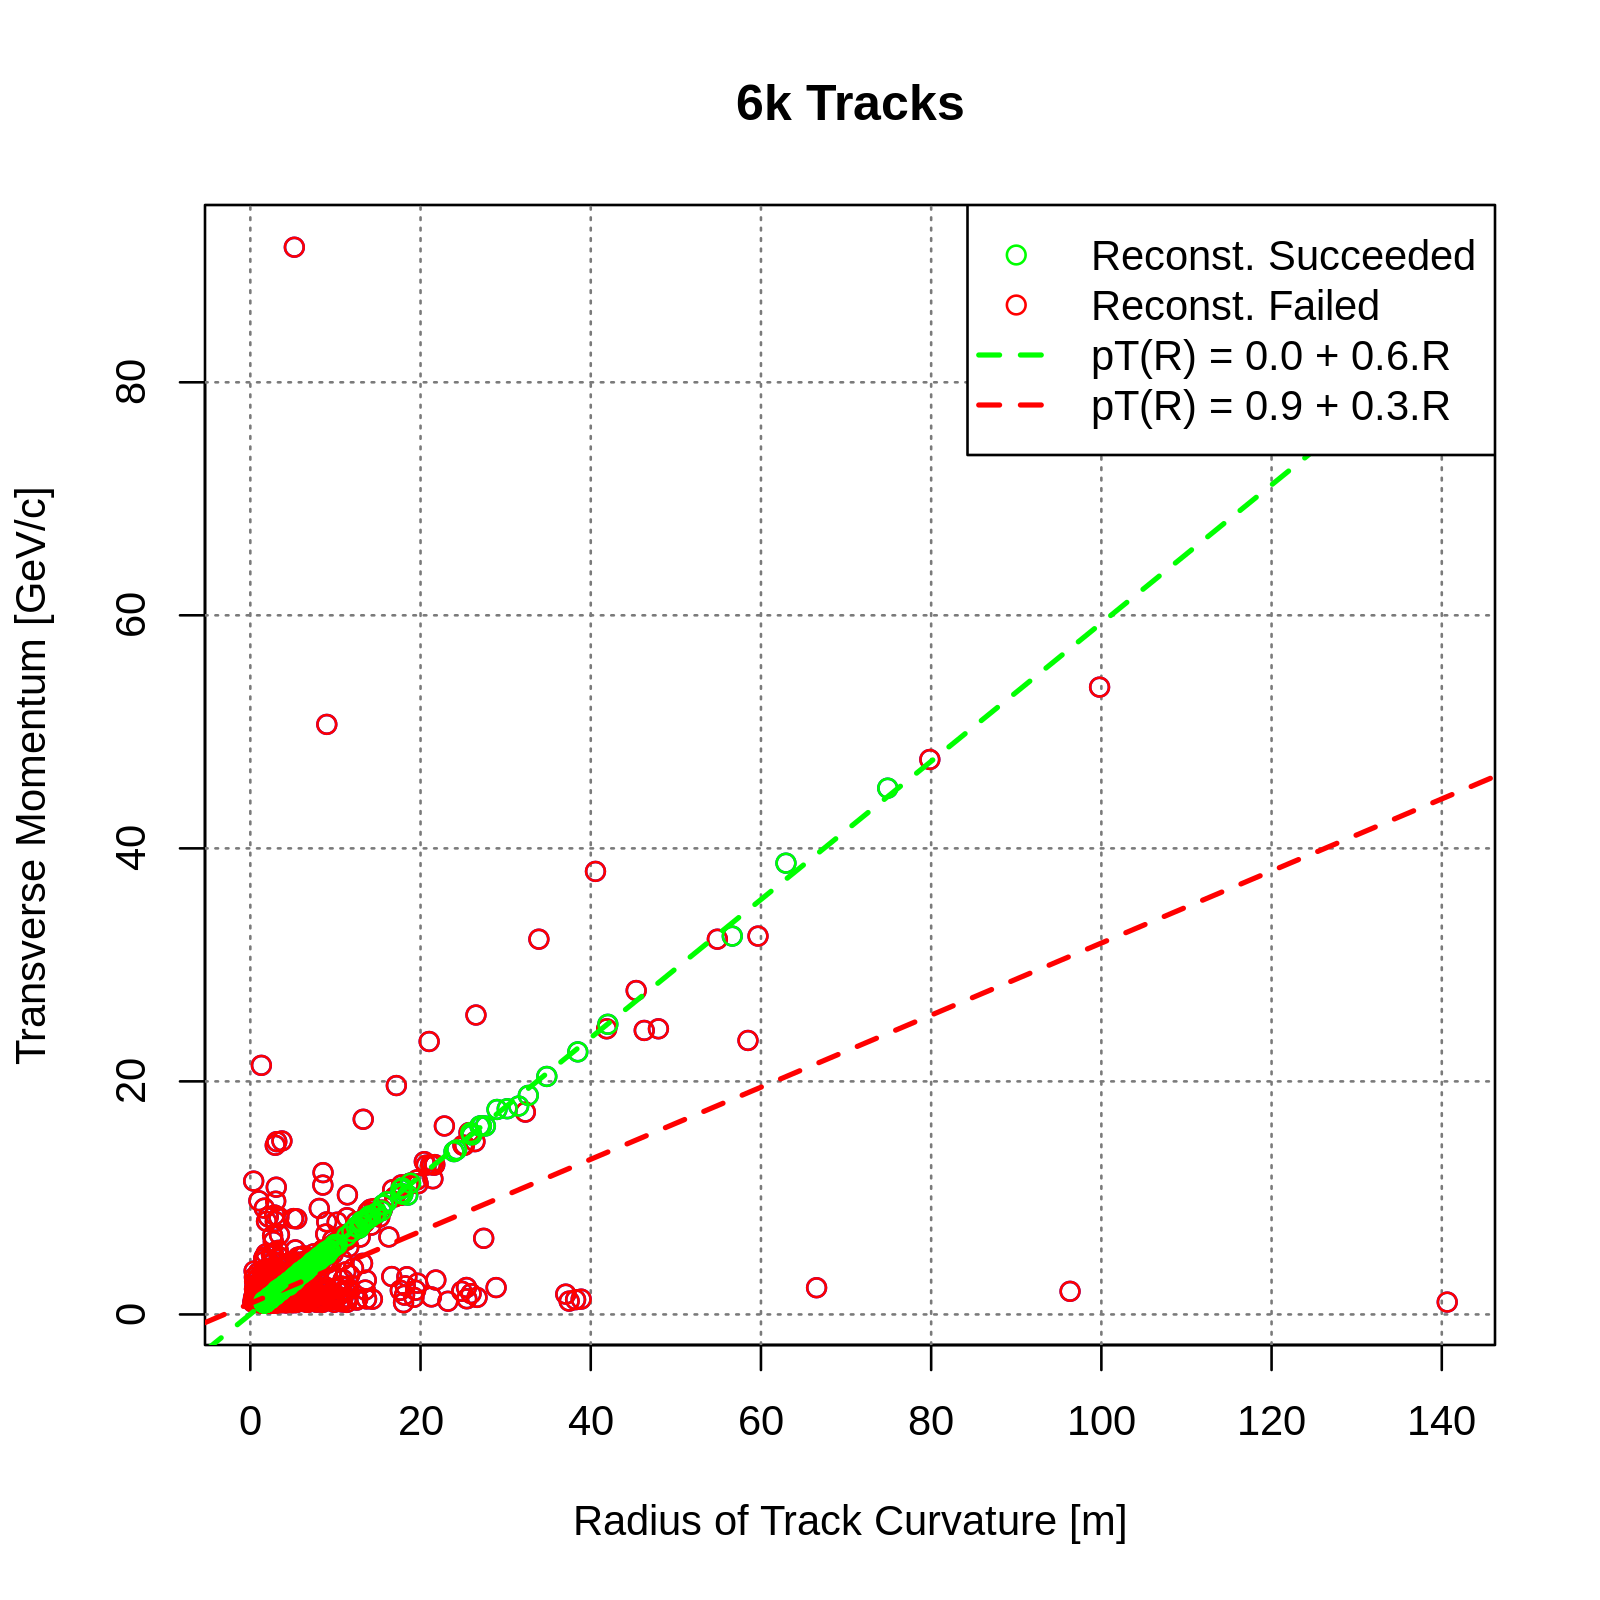 6k Tracks
Reconst. Succeeded
Reconst. Failed
pT(R) = 0.0 + 0.6.R
pT(R) = 0.9 + 0.3.R
Transverse Momentum [GeV/c]
80
60
40
20
0
0 20 40 60 80 100 120 140
Radius of Track Curvature [m]